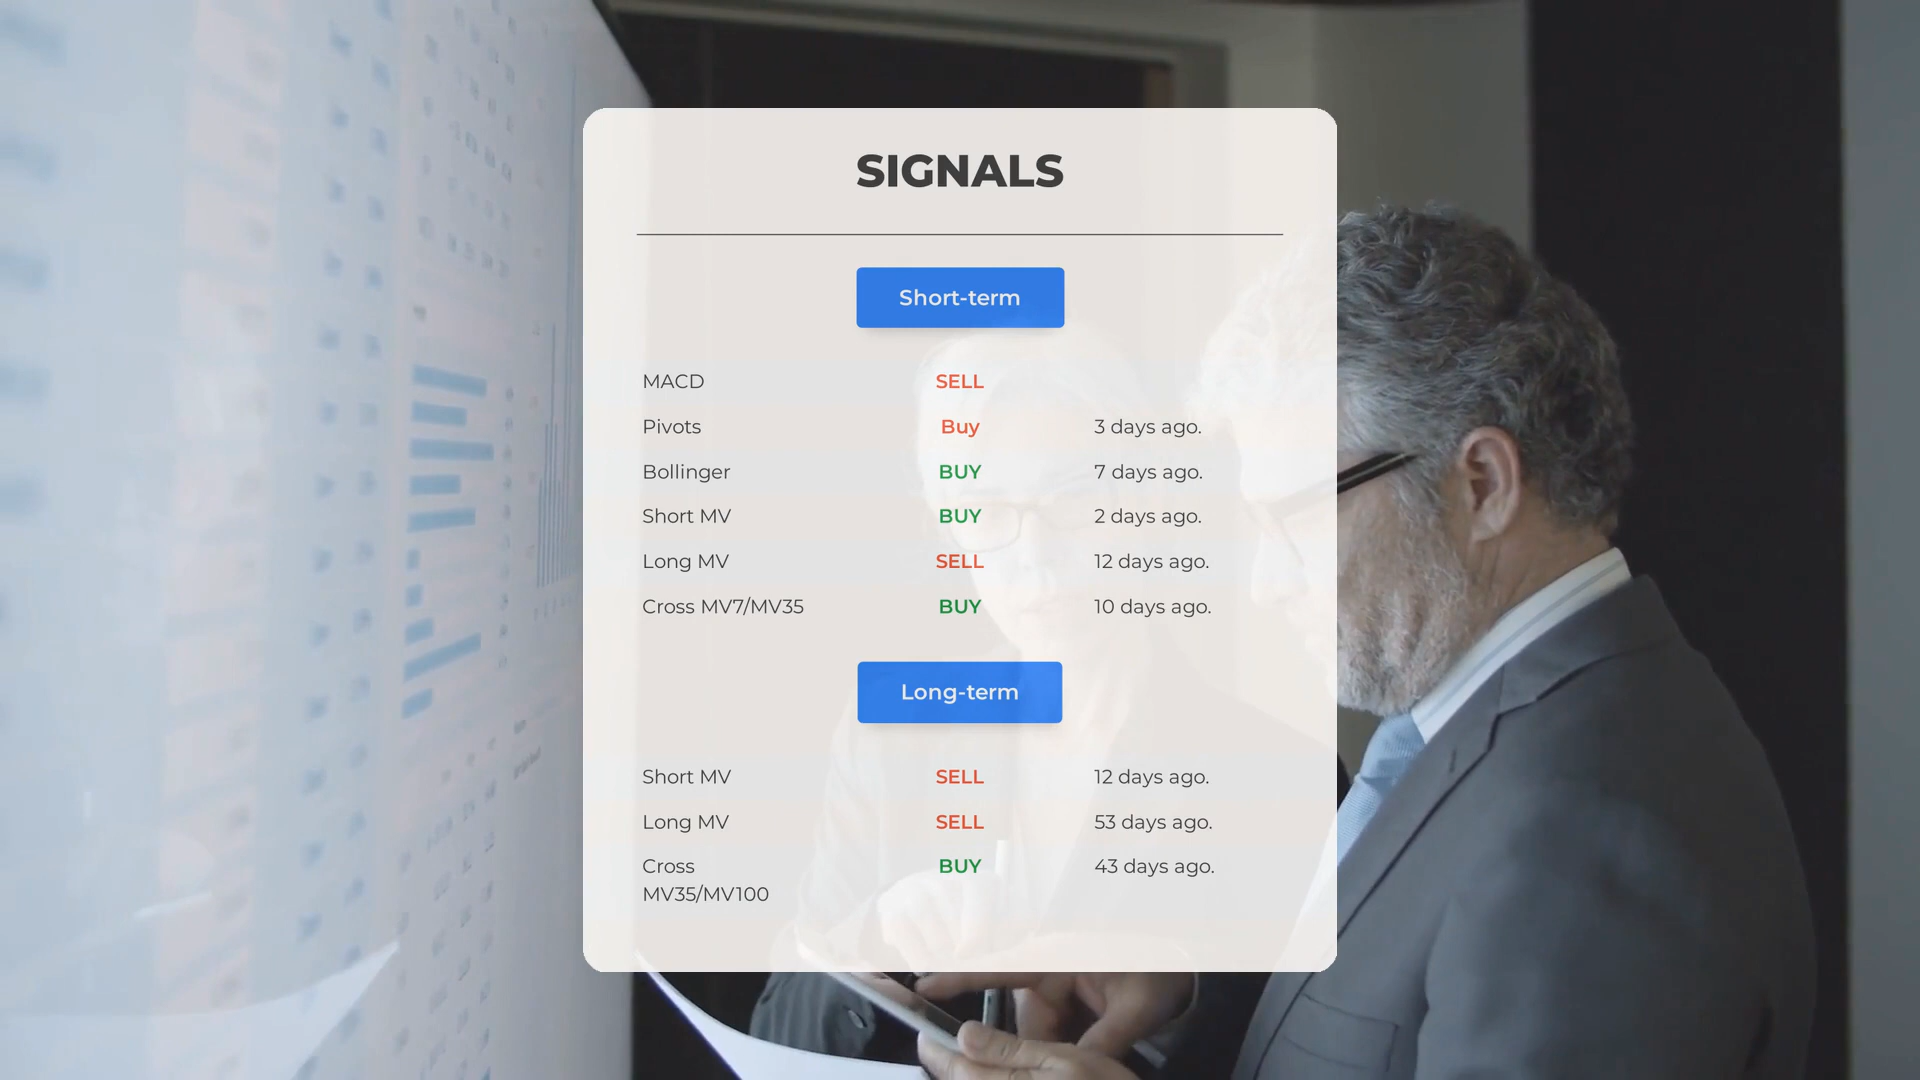 SIGNALS
Short-term
MACD SELL
Pivots Buy 3 days ago.
Bollinger BUY 7 days ago.
Short MV BUY 2 days ago.
Long MV SELL 12 days ago.
Cross MV7/MV35 BUY 10 days ago.
Long-term
Short MV SELL 12 days ago.
Long MV SELL 53 days ago.
Cross BUY 43 days ago.
MV35/MV100